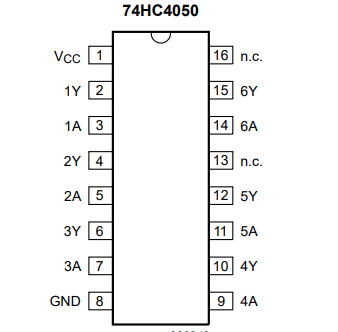 74HC4050
VCC 1 16 n.c.
1Y 2 15 6Y
1A 3 14 6A
2Y 4 13 n.c.
2A 5 12 5Y
3Y 6 11 5A
3A 7 10 4Y
GND 8 9 4A